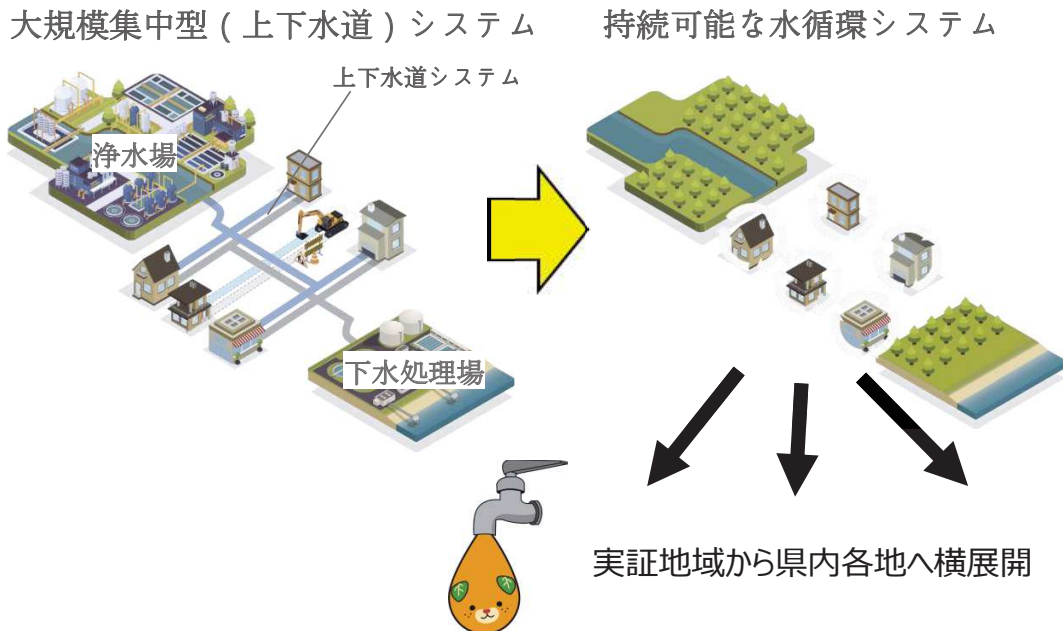 大規模集中型(上下水道)システム
持続可能な水循環システム
上下水道システム
浄水場
下水処理場
実証地域から県内各地へ横展開